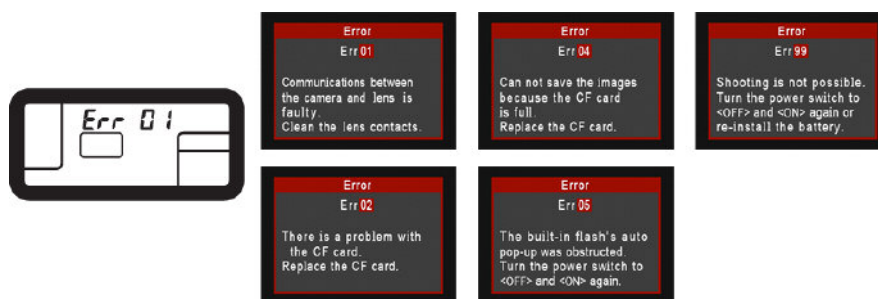 Err 01
Error
Err 01
Communications between
the camera and lens is
faulty.
Clean the lens contacts.
Error
Err 04
Can not save the images
because the CF card
is full.
Replace the CF card.
Error
Err 99
Shooting is not possible.
Turn the power switch to
<OFF> and <ON> again or
re-install the battery.
Error
Err 02
There is a problem with
the CF card.
Replace the CF card.
Error
Err 05
The built-in flash's auto
pop-up was obstructed.
Turn the power switch to
<OFF> and <ON> again.